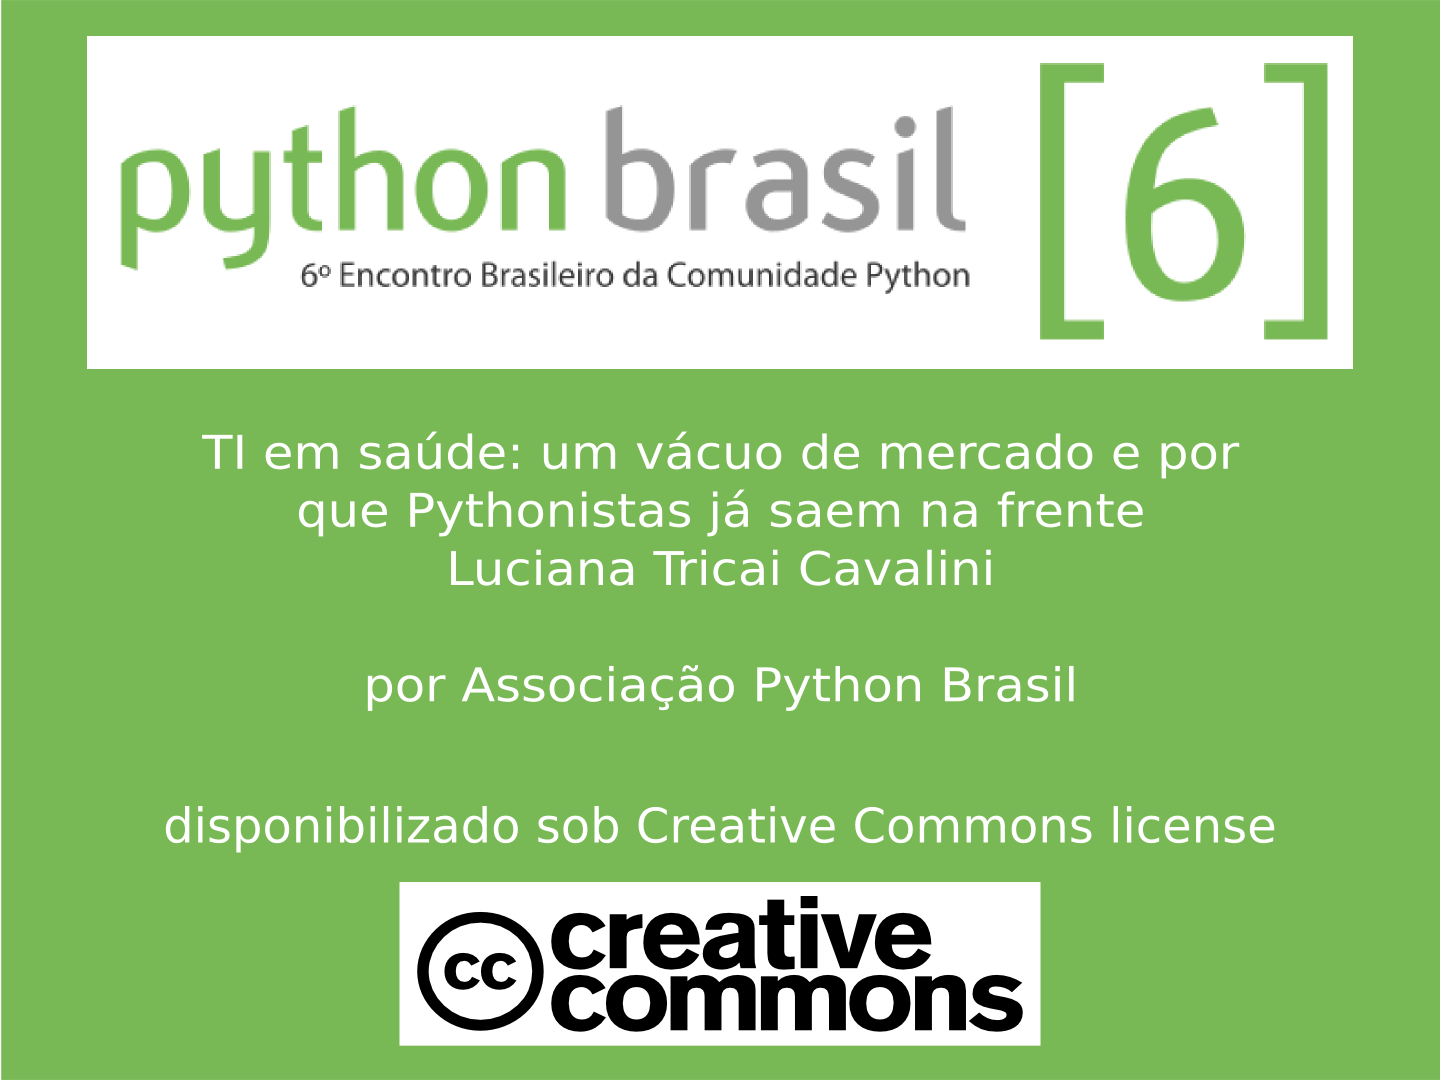 python brasil [6]
6º Encontro Brasileiro da Comunidade Python
TI em saúde: um vácuo de mercado e por
que Pythonistas já saem na frente
Luciana Tricai Cavalini
por Associação Python Brasil
disponibilizado sob Creative Commons license
cc creative
commons